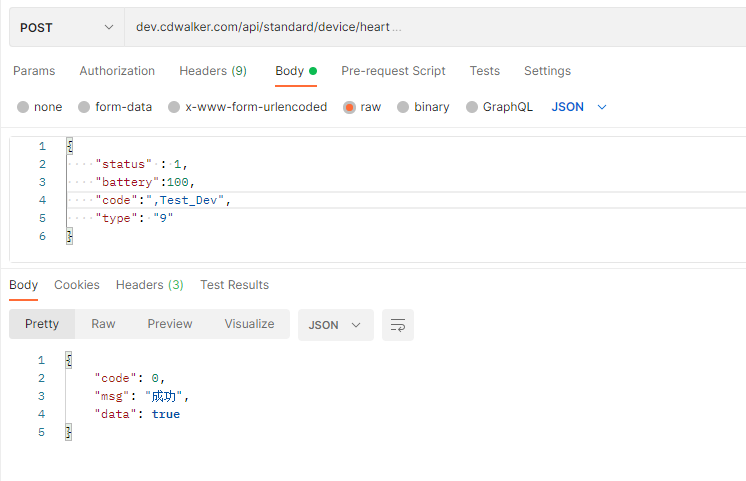 POST dev.cdwalker.com/api/standard/device/heart ...
Params Authorization Headers (9) Body Pre-request Script Tests Settings
none form-data x-www-form-urlencoded raw binary GraphQL JSON
1 {
2 "status" : 1,
3 "battery":100,
4 "code":",Test_Dev",
5 "type": "9"
6 }
Body Cookies Headers (3) Test Results
Pretty Raw Preview Visualize JSON
1 {
2 "code": 0,
3 "msg": "成功",
4 "data": true
5 }